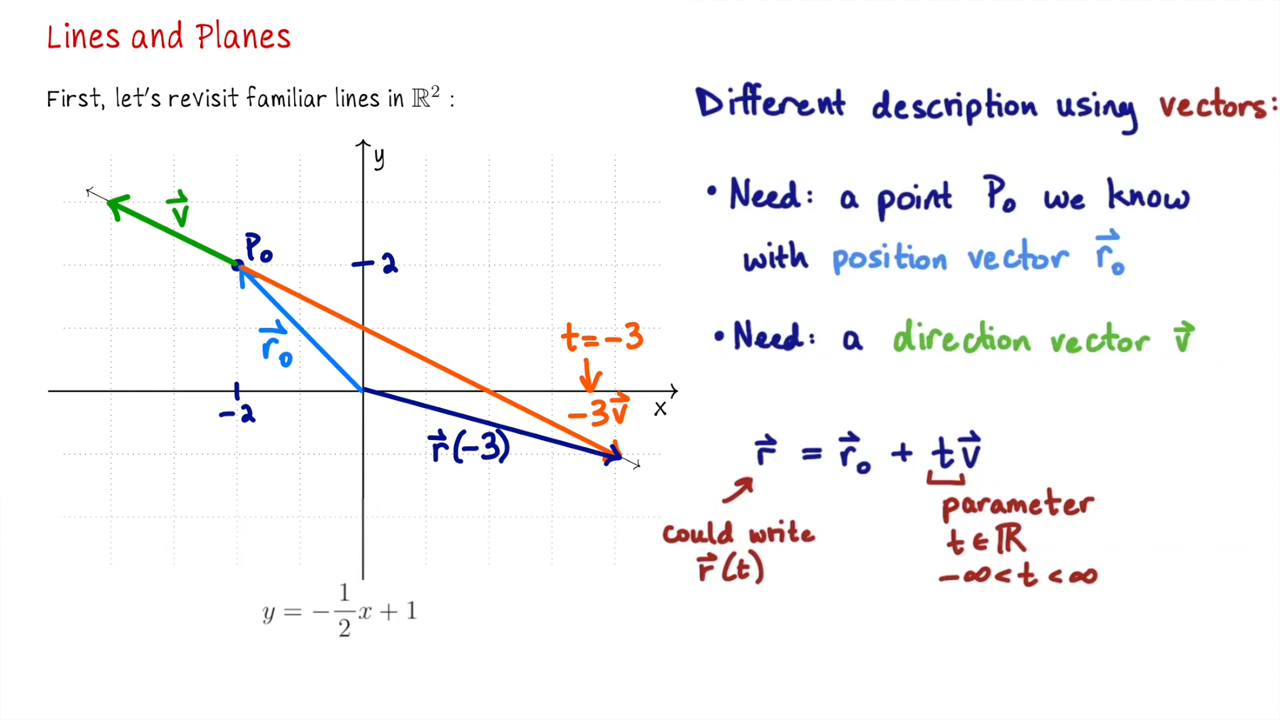 Lines and Planes
First, let's revisit familiar lines in ℝ² :
y
v⃗
P₀
2
r⃗₀
t=-3
-3v⃗
x
-2
r⃗(-3)
y = -1/2 x + 1
Different description using vectors:
• Need: a point P₀ we know
with position vector r⃗₀
• Need: a direction vector v⃗
r⃗ = r⃗₀ + tv⃗
could write
r⃗(t)
parameter
t ∈ ℝ
-∞ < t < ∞